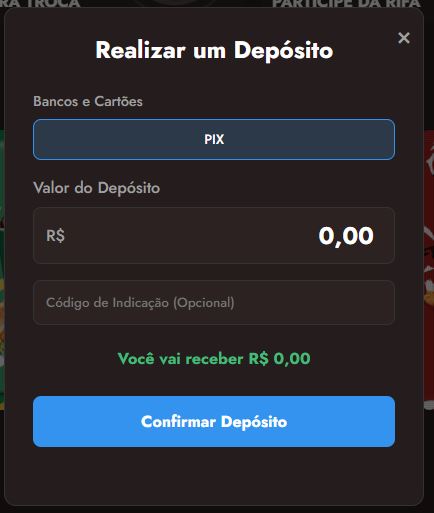 RA TROCA
PARTICIPE DA RIFA
×
Realizar um Depósito
Bancos e Cartões
PIX
Valor do Depósito
R$ 0,00
Código de Indicação (Opcional)
Você vai receber R$ 0,00
Confirmar Depósito